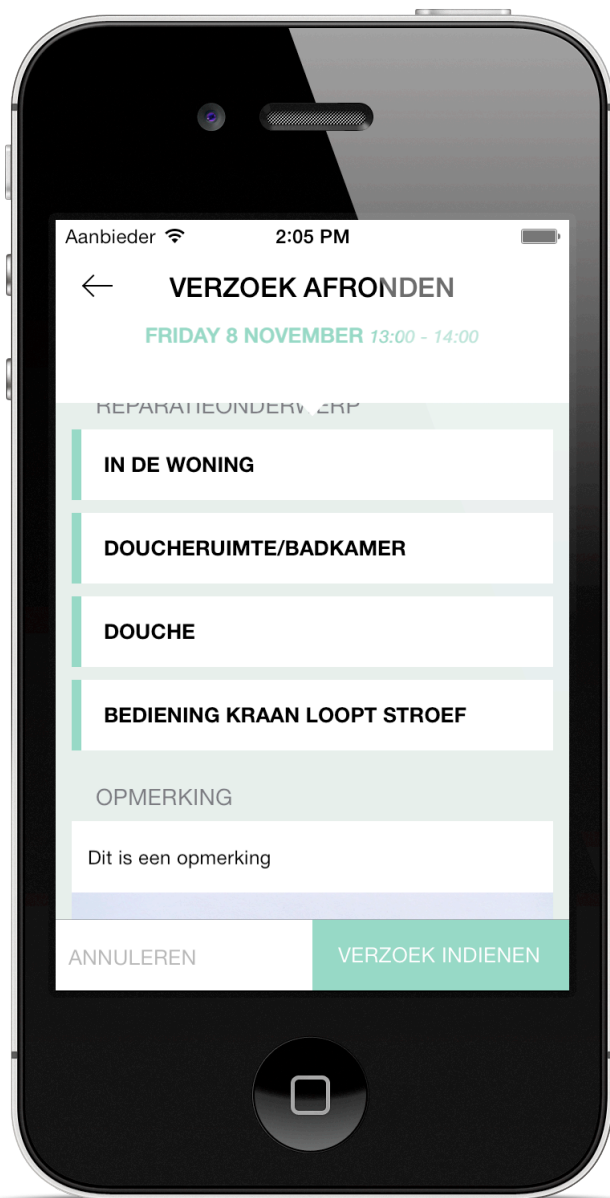 Aanbieder 2:05 PM
VERZOEK AFRONDEN
FRIDAY 8 NOVEMBER 13:00 - 14:00
REPARATIEONDERWERP
IN DE WONING
DOUCHERUIMTE/BADKAMER
DOUCHE
BEDIENING KRAAN LOOPT STROEF
OPMERKING
Dit is een opmerking
ANNULEREN VERZOEK INDIENEN